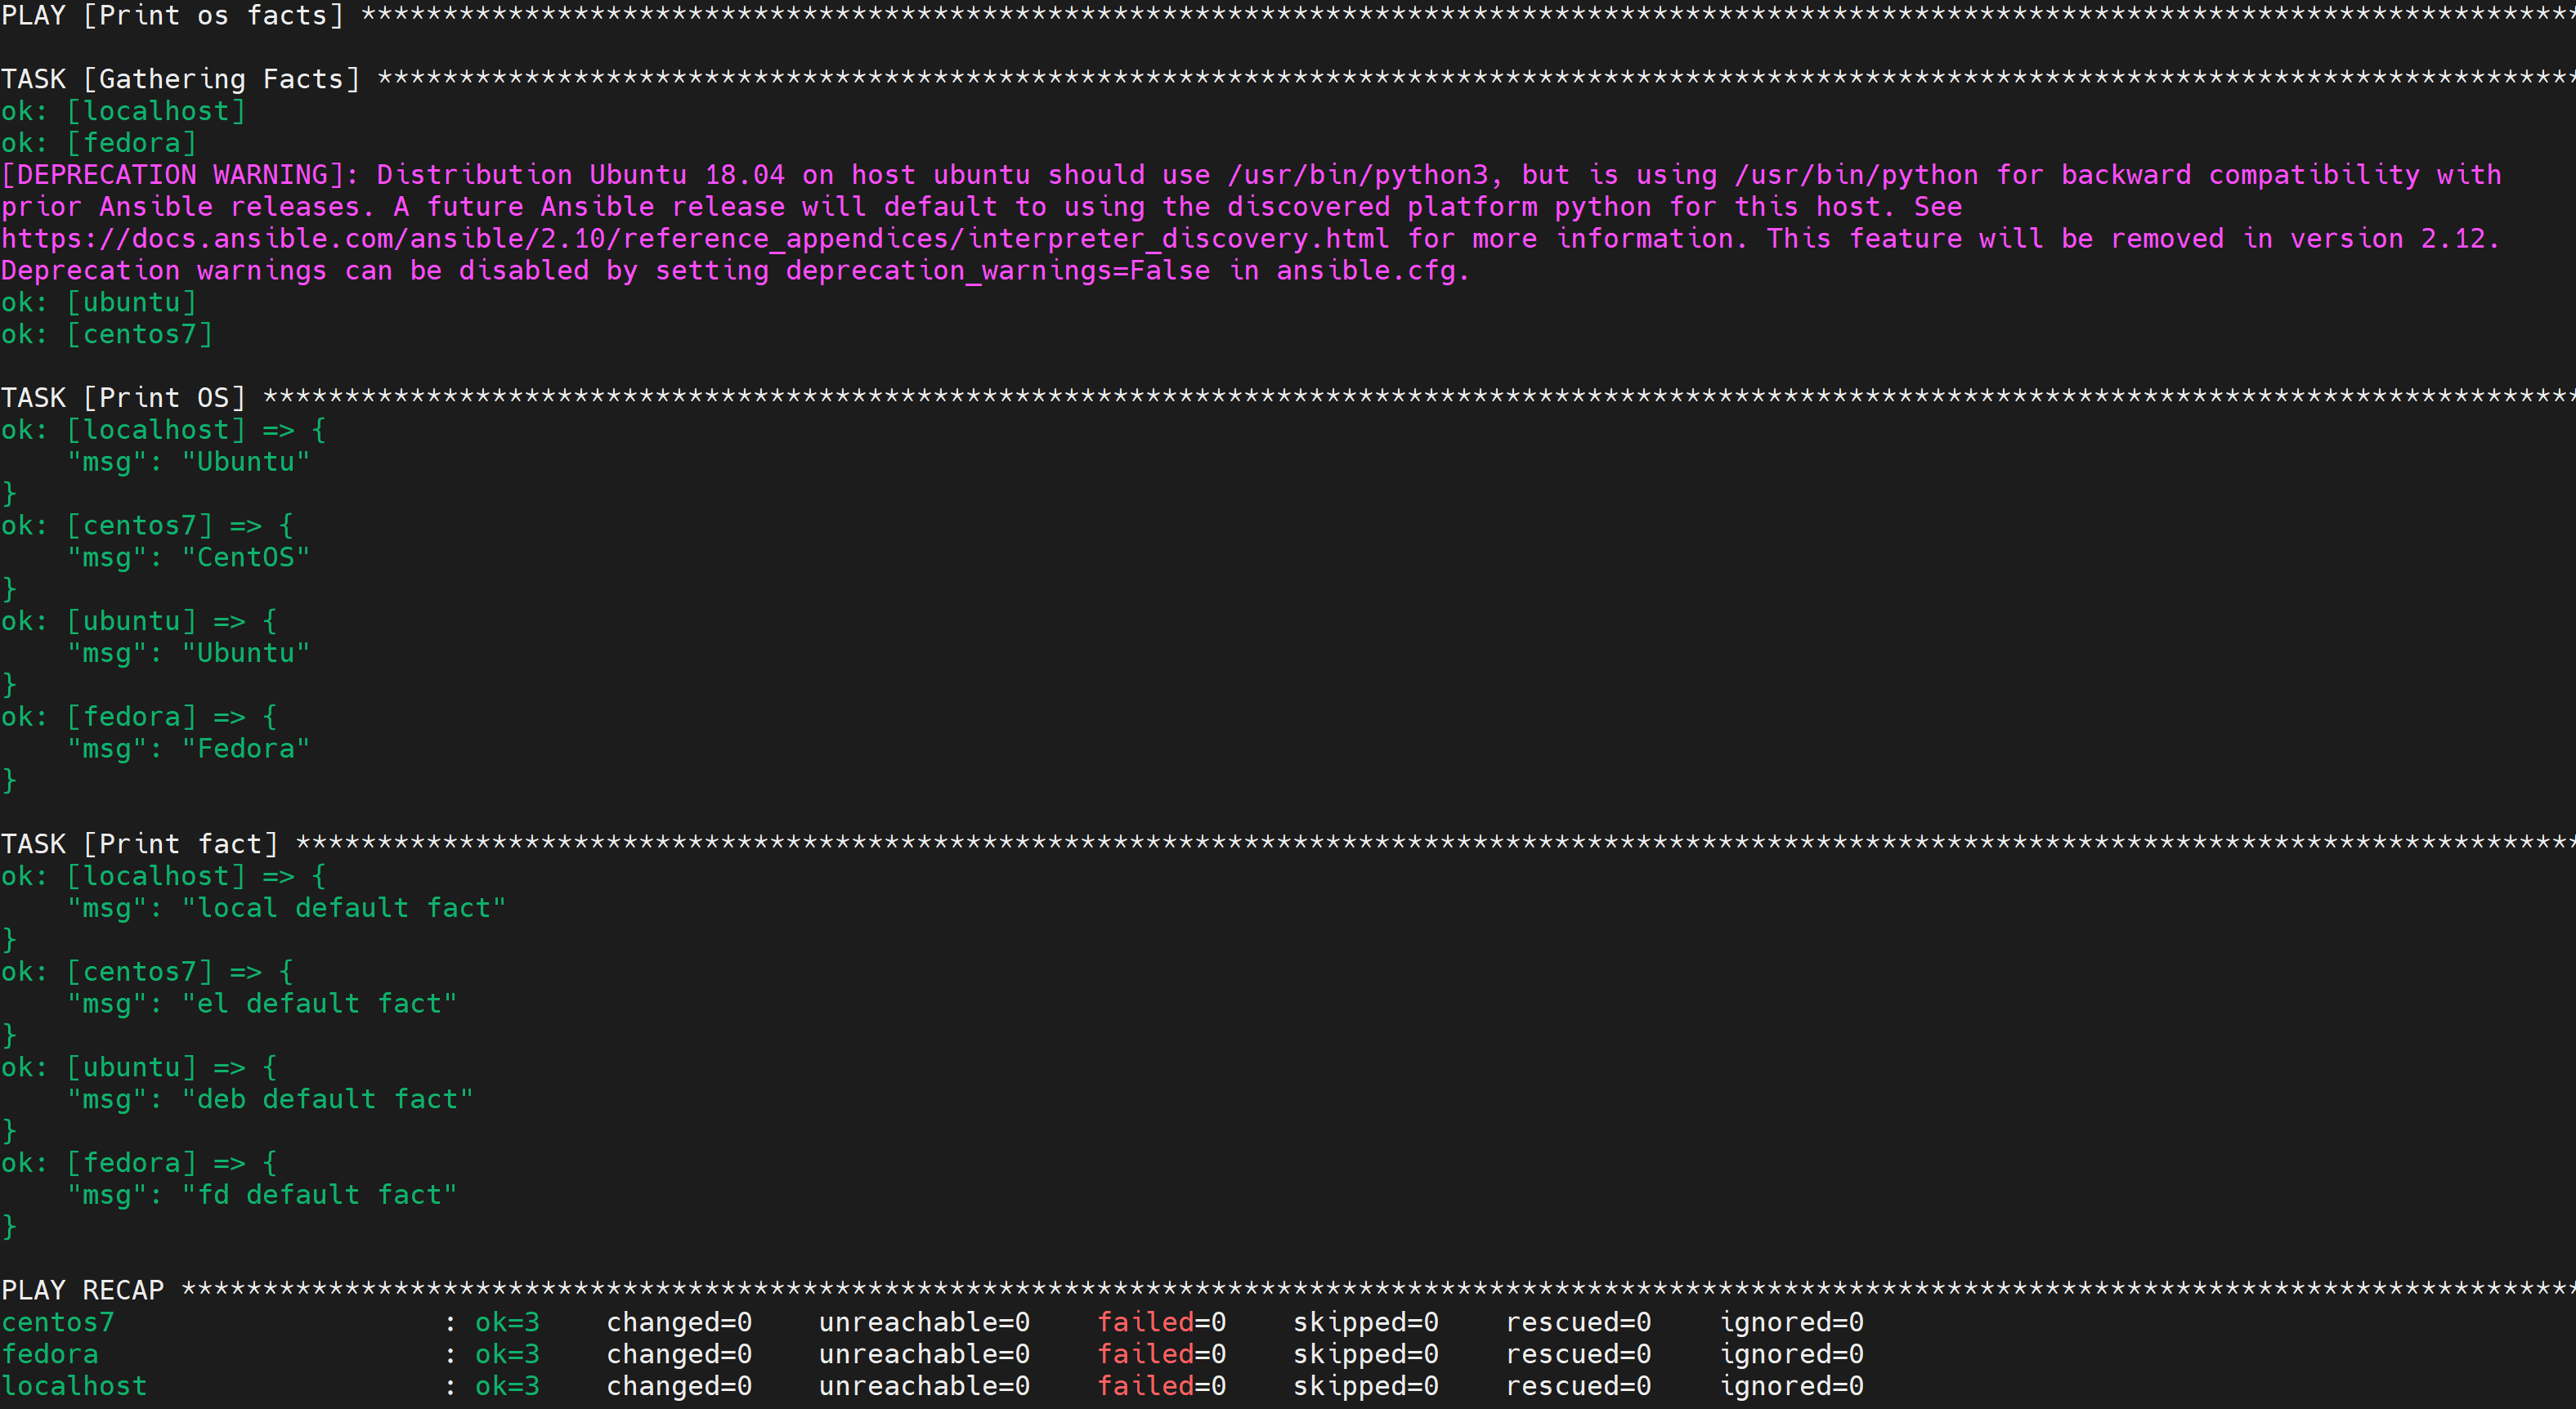 PLAY [Print os facts] ****************************************************************************************************************************************
TASK [Gathering Facts] ***************************************************************************************************************************************
ok: [localhost]
ok: [fedora]
[DEPRECATION WARNING]: Distribution Ubuntu 18.04 on host ubuntu should use /usr/bin/python3, but is using /usr/bin/python for backward compatibility with
prior Ansible releases. A future Ansible release will default to using the discovered platform python for this host. See
https://docs.ansible.com/ansible/2.10/reference_appendices/interpreter_discovery.html for more information. This feature will be removed in version 2.12.
Deprecation warnings can be disabled by setting deprecation_warnings=False in ansible.cfg.
ok: [ubuntu]
ok: [centos7]
TASK [Print OS] **********************************************************************************************************************************************
ok: [localhost] => {
    "msg": "Ubuntu"
}
ok: [centos7] => {
    "msg": "CentOS"
}
ok: [ubuntu] => {
    "msg": "Ubuntu"
}
ok: [fedora] => {
    "msg": "Fedora"
}
TASK [Print fact] ********************************************************************************************************************************************
ok: [localhost] => {
    "msg": "local default fact"
}
ok: [centos7] => {
    "msg": "el default fact"
}
ok: [ubuntu] => {
    "msg": "deb default fact"
}
ok: [fedora] => {
    "msg": "fd default fact"
}
PLAY RECAP ***************************************************************************************************************************************************
centos7                    : ok=3    changed=0    unreachable=0    failed=0    skipped=0    rescued=0    ignored=0
fedora                     : ok=3    changed=0    unreachable=0    failed=0    skipped=0    rescued=0    ignored=0
localhost                  : ok=3    changed=0    unreachable=0    failed=0    skipped=0    rescued=0    ignored=0